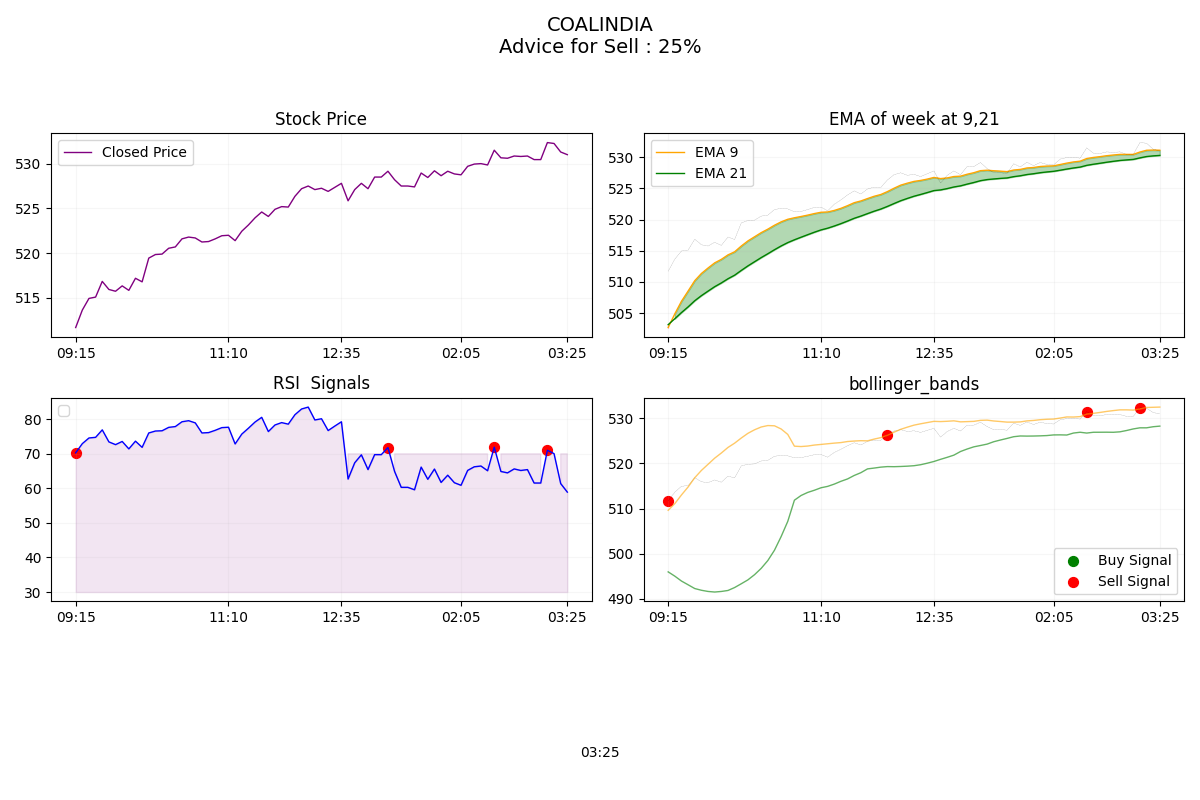 COALINDIA
Advice for Sell : 25%
Stock Price
Closed Price
530
525
520
515
09:15 11:10 12:35 02:05 03:25
EMA of week at 9,21
EMA 9
EMA 21
530
525
520
515
510
505
09:15 11:10 12:35 02:05 03:25
RSI  Signals
80
70
60
50
40
30
09:15 11:10 12:35 02:05 03:25
bollinger_bands
530
520
510
500
490
Buy Signal
Sell Signal
09:15 11:10 12:35 02:05 03:25
03:25